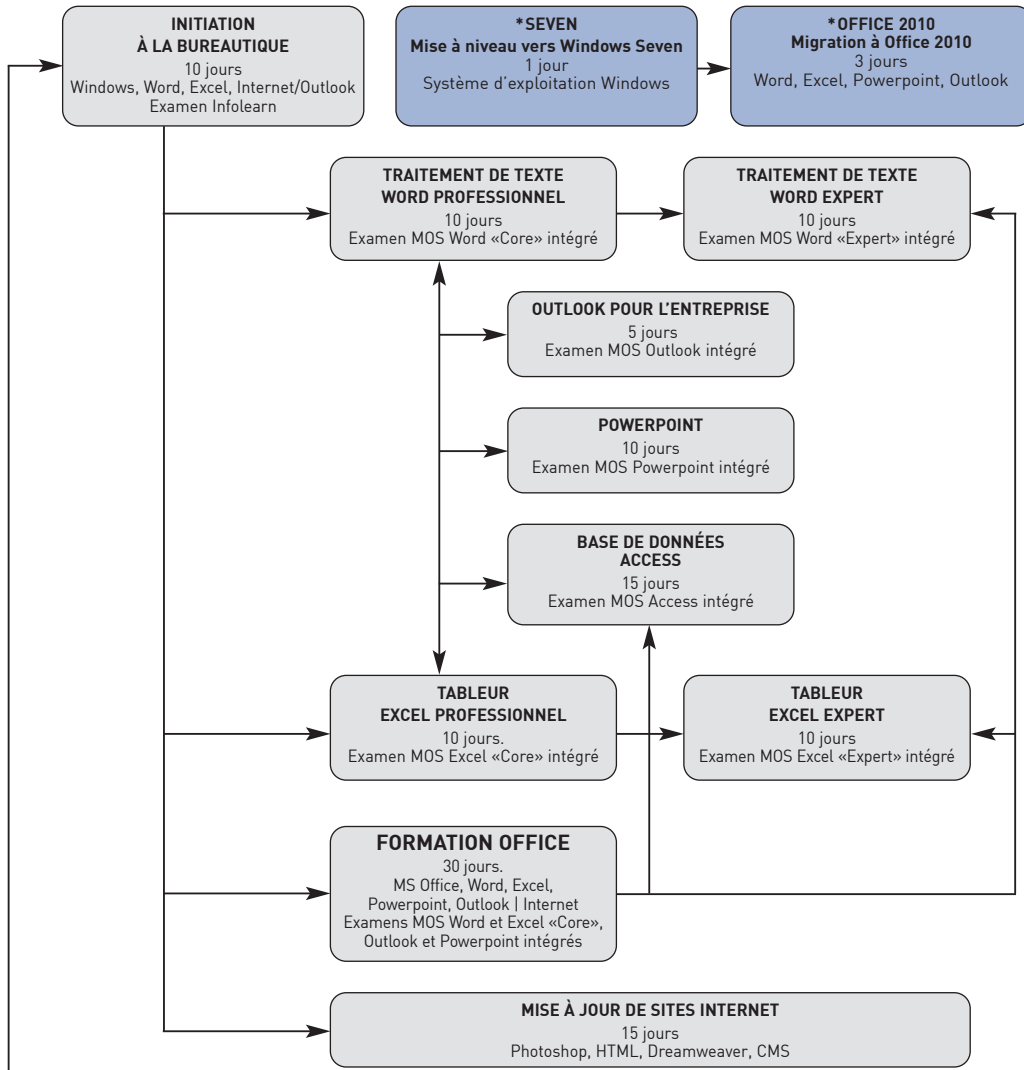 INITIATION
À LA BUREAUTIQUE
10 jours
Windows, Word, Excel, Internet/Outlook
Examen Infolearn
*SEVEN
Mise à niveau vers Windows Seven
1 jour
Système d'exploitation Windows
*OFFICE 2010
Migration à Office 2010
3 jours
Word, Excel, Powerpoint, Outlook
TRAITEMENT DE TEXTE
WORD PROFESSIONNEL
10 jours
Examen MOS Word «Core» intégré
TRAITEMENT DE TEXTE
WORD EXPERT
10 jours
Examen MOS Word «Expert» intégré
OUTLOOK POUR L'ENTREPRISE
5 jours
Examen MOS Outlook intégré
POWERPOINT
10 jours
Examen MOS Powerpoint intégré
BASE DE DONNÉES
ACCESS
15 jours
Examen MOS Access intégré
TABLEUR
EXCEL PROFESSIONNEL
10 jours.
Examen MOS Excel «Core» intégré
TABLEUR
EXCEL EXPERT
10 jours
Examen MOS Excel «Expert» intégré
FORMATION OFFICE
30 jours.
MS Office, Word, Excel,
Powerpoint, Outlook | Internet
Examens MOS Word et Excel «Core»,
Outlook et Powerpoint intégrés
MISE À JOUR DE SITES INTERNET
15 jours
Photoshop, HTML, Dreamweaver, CMS